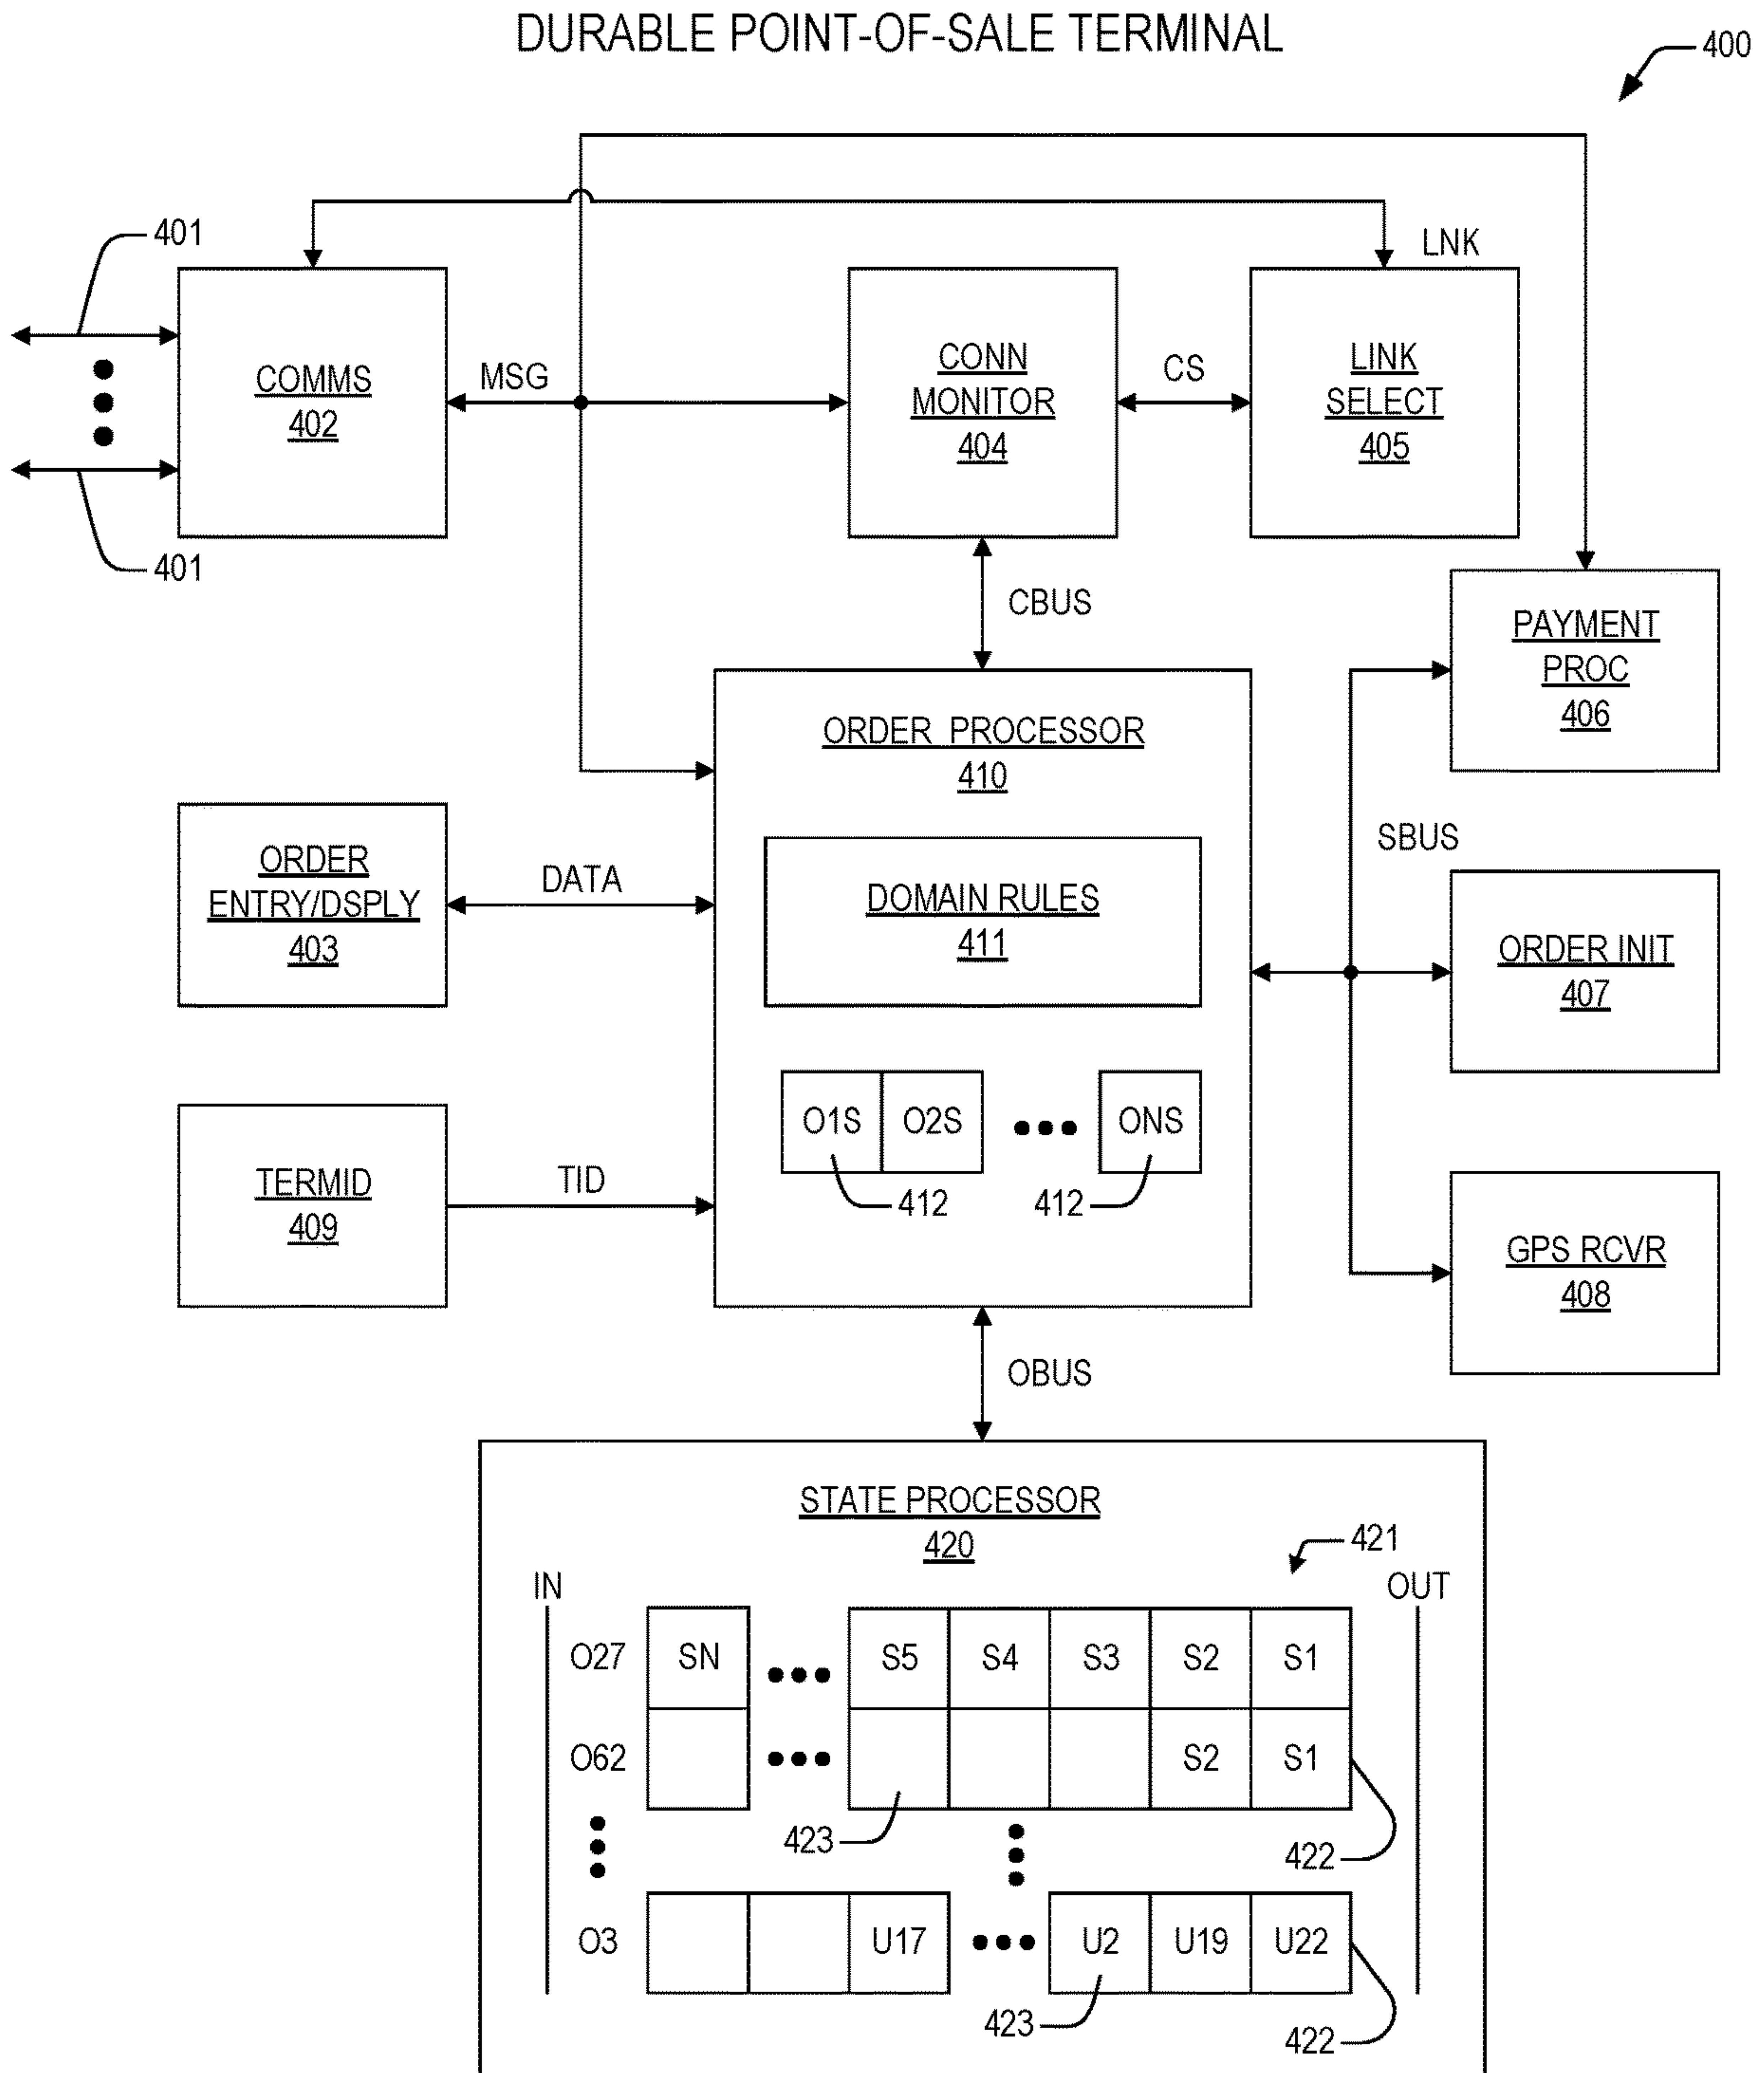 DURABLE POINT-OF-SALE TERMINAL
400
401
LNK
COMMS
402
MSG
CONN
MONITOR
404
CS
LINK
SELECT
405
401
CBUS
PAYMENT
PROC
406
ORDER PROCESSOR
410
SBUS
ORDER
ENTRY/DSPLY
403
DATA
DOMAIN RULES
411
ORDER INIT
407
O1S O2S ONS
412 412
TERMID
409
TID
GPS RCVR
408
OBUS
STATE PROCESSOR
420
421
IN OUT
O27 SN S5 S4 S3 S2 S1
O62 S2 S1
423 422
O3 U17 U2 U19 U22
423 422